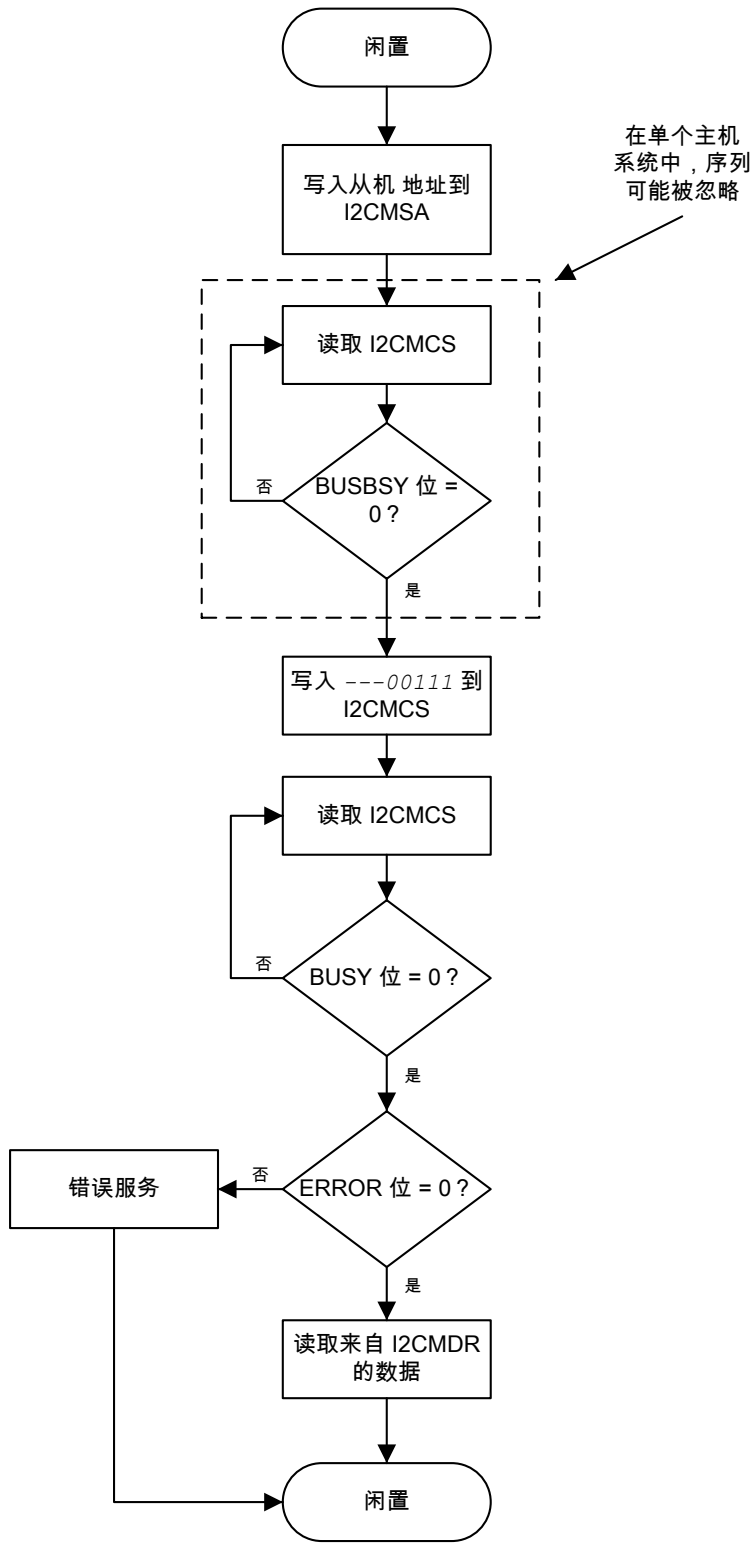 闲置
在单个主机
系统中，序列
可能被忽略
写入从机 地址到
I2CMSA
读取 I2CMCS
BUSBSY 位 =
0？
否
是
写入 ---00111 到
I2CMCS
读取 I2CMCS
BUSY 位 = 0？
否
是
ERROR 位 = 0？
否
错误服务
是
读取来自 I2CMDR
的数据
闲置